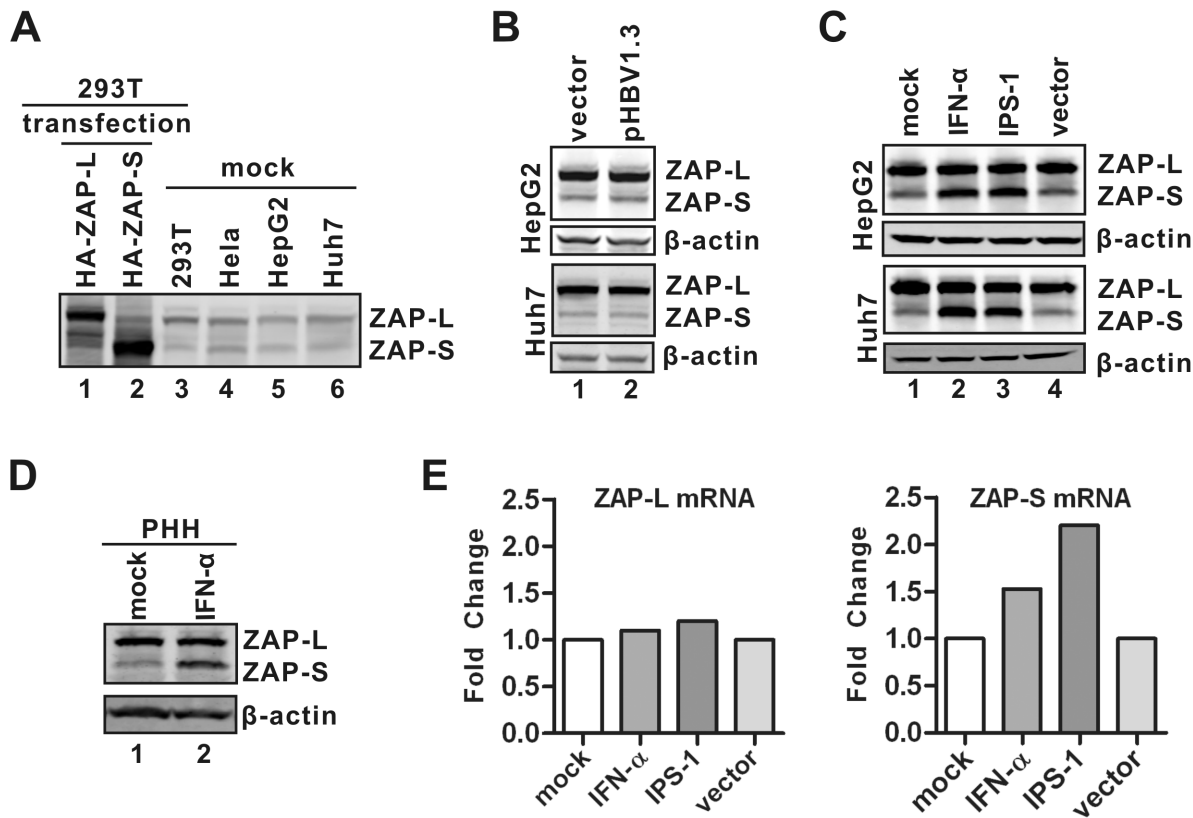 A
293T
transfection
mock
HA-ZAP-L
HA-ZAP-S
293T
Hela
HepG2
Huh7
ZAP-L
ZAP-S
1 2 3 4 5 6
B
vector
pHBV1.3
HepG2
ZAP-L
ZAP-S
β-actin
Huh7
ZAP-L
ZAP-S
β-actin
1 2
C
mock
IFN-α
IPS-1
vector
HepG2
ZAP-L
ZAP-S
β-actin
Huh7
ZAP-L
ZAP-S
β-actin
1 2 3 4
D
PHH
mock
IFN-α
ZAP-L
ZAP-S
β-actin
1 2
E
ZAP-L mRNA
Fold Change
2.5
2.0
1.5
1.0
0.5
0.0
mock
IFN-α
IPS-1
vector
ZAP-S mRNA
Fold Change
2.5
2.0
1.5
1.0
0.5
0.0
mock
IFN-α
IPS-1
vector